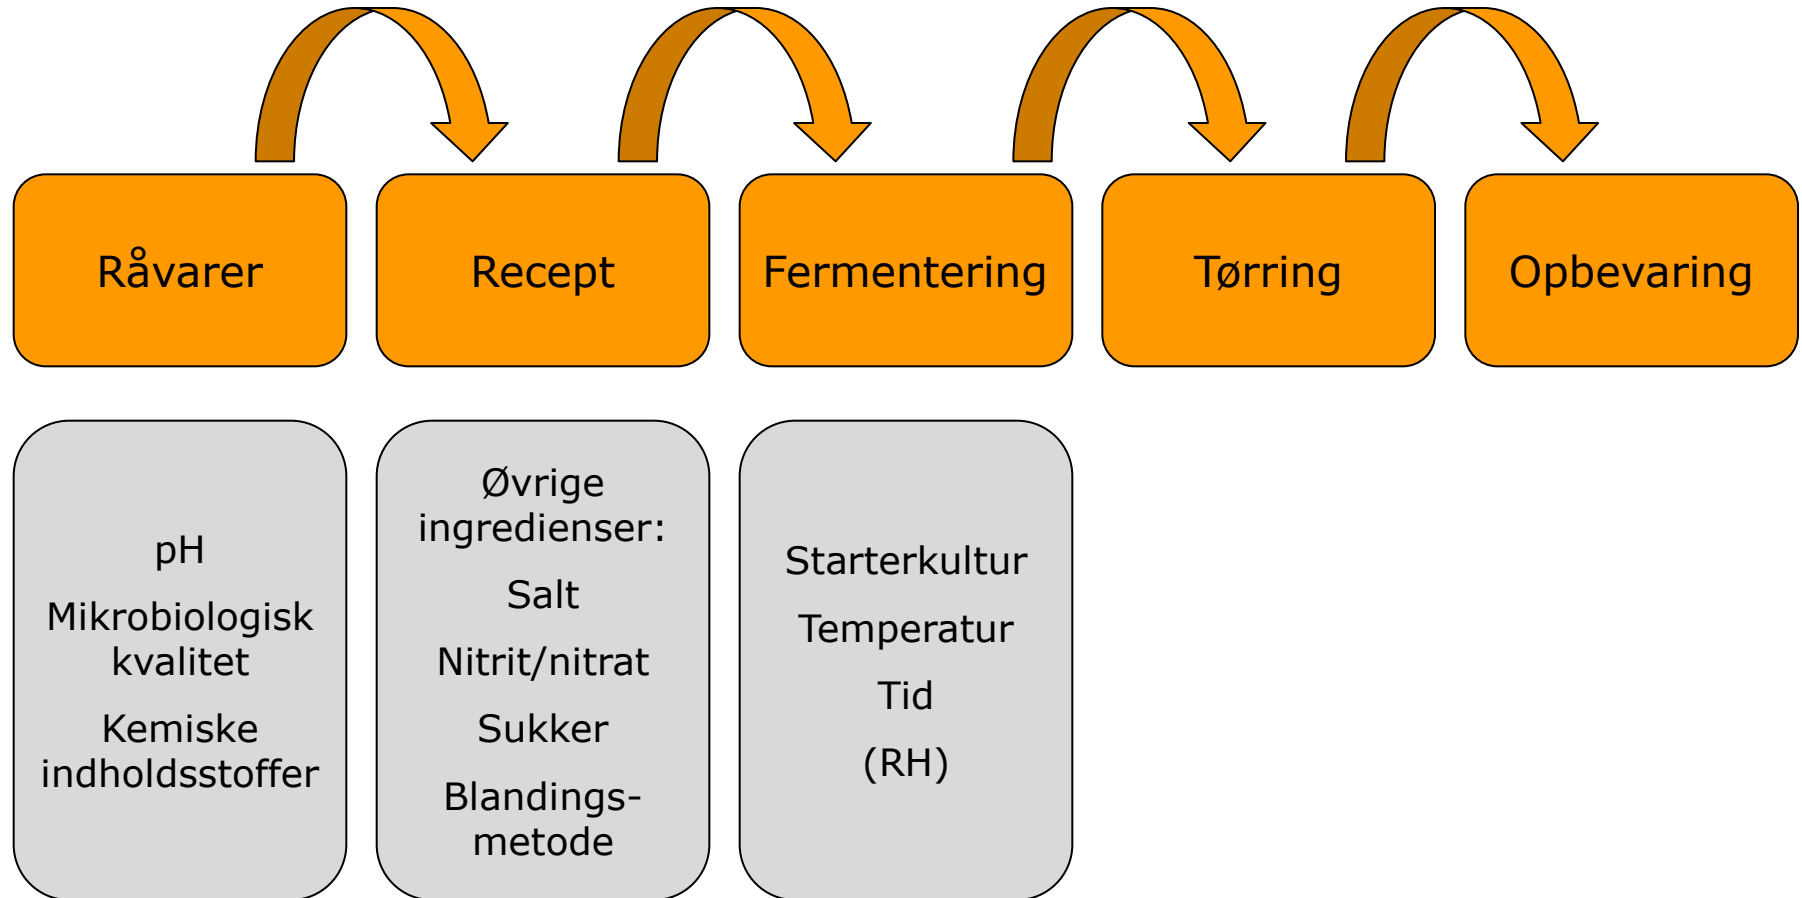 Råvarer
Recept
Fermentering
Tørring
Opbevaring
pH
Mikrobiologisk
kvalitet
Kemiske
indholdsstoffer
Øvrige
ingredienser:
Salt
Nitrit/nitrat
Sukker
Blandings-
metode
Starterkultur
Temperatur
Tid
(RH)